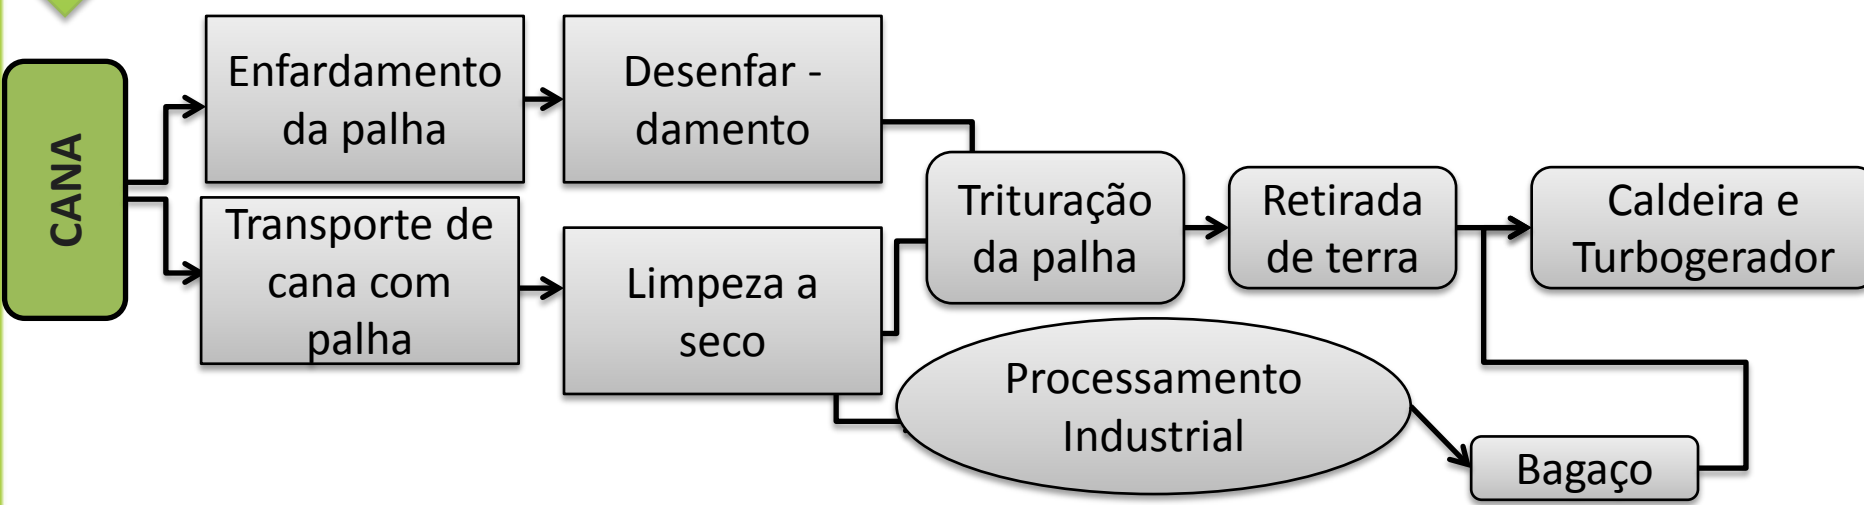 CANA
Enfardamento
da palha
Desenfar -
damento
Transporte de
cana com
palha
Limpeza a
seco
Trituração
da palha
Retirada
de terra
Caldeira e
Turbogerador
Processamento
Industrial
Bagaço